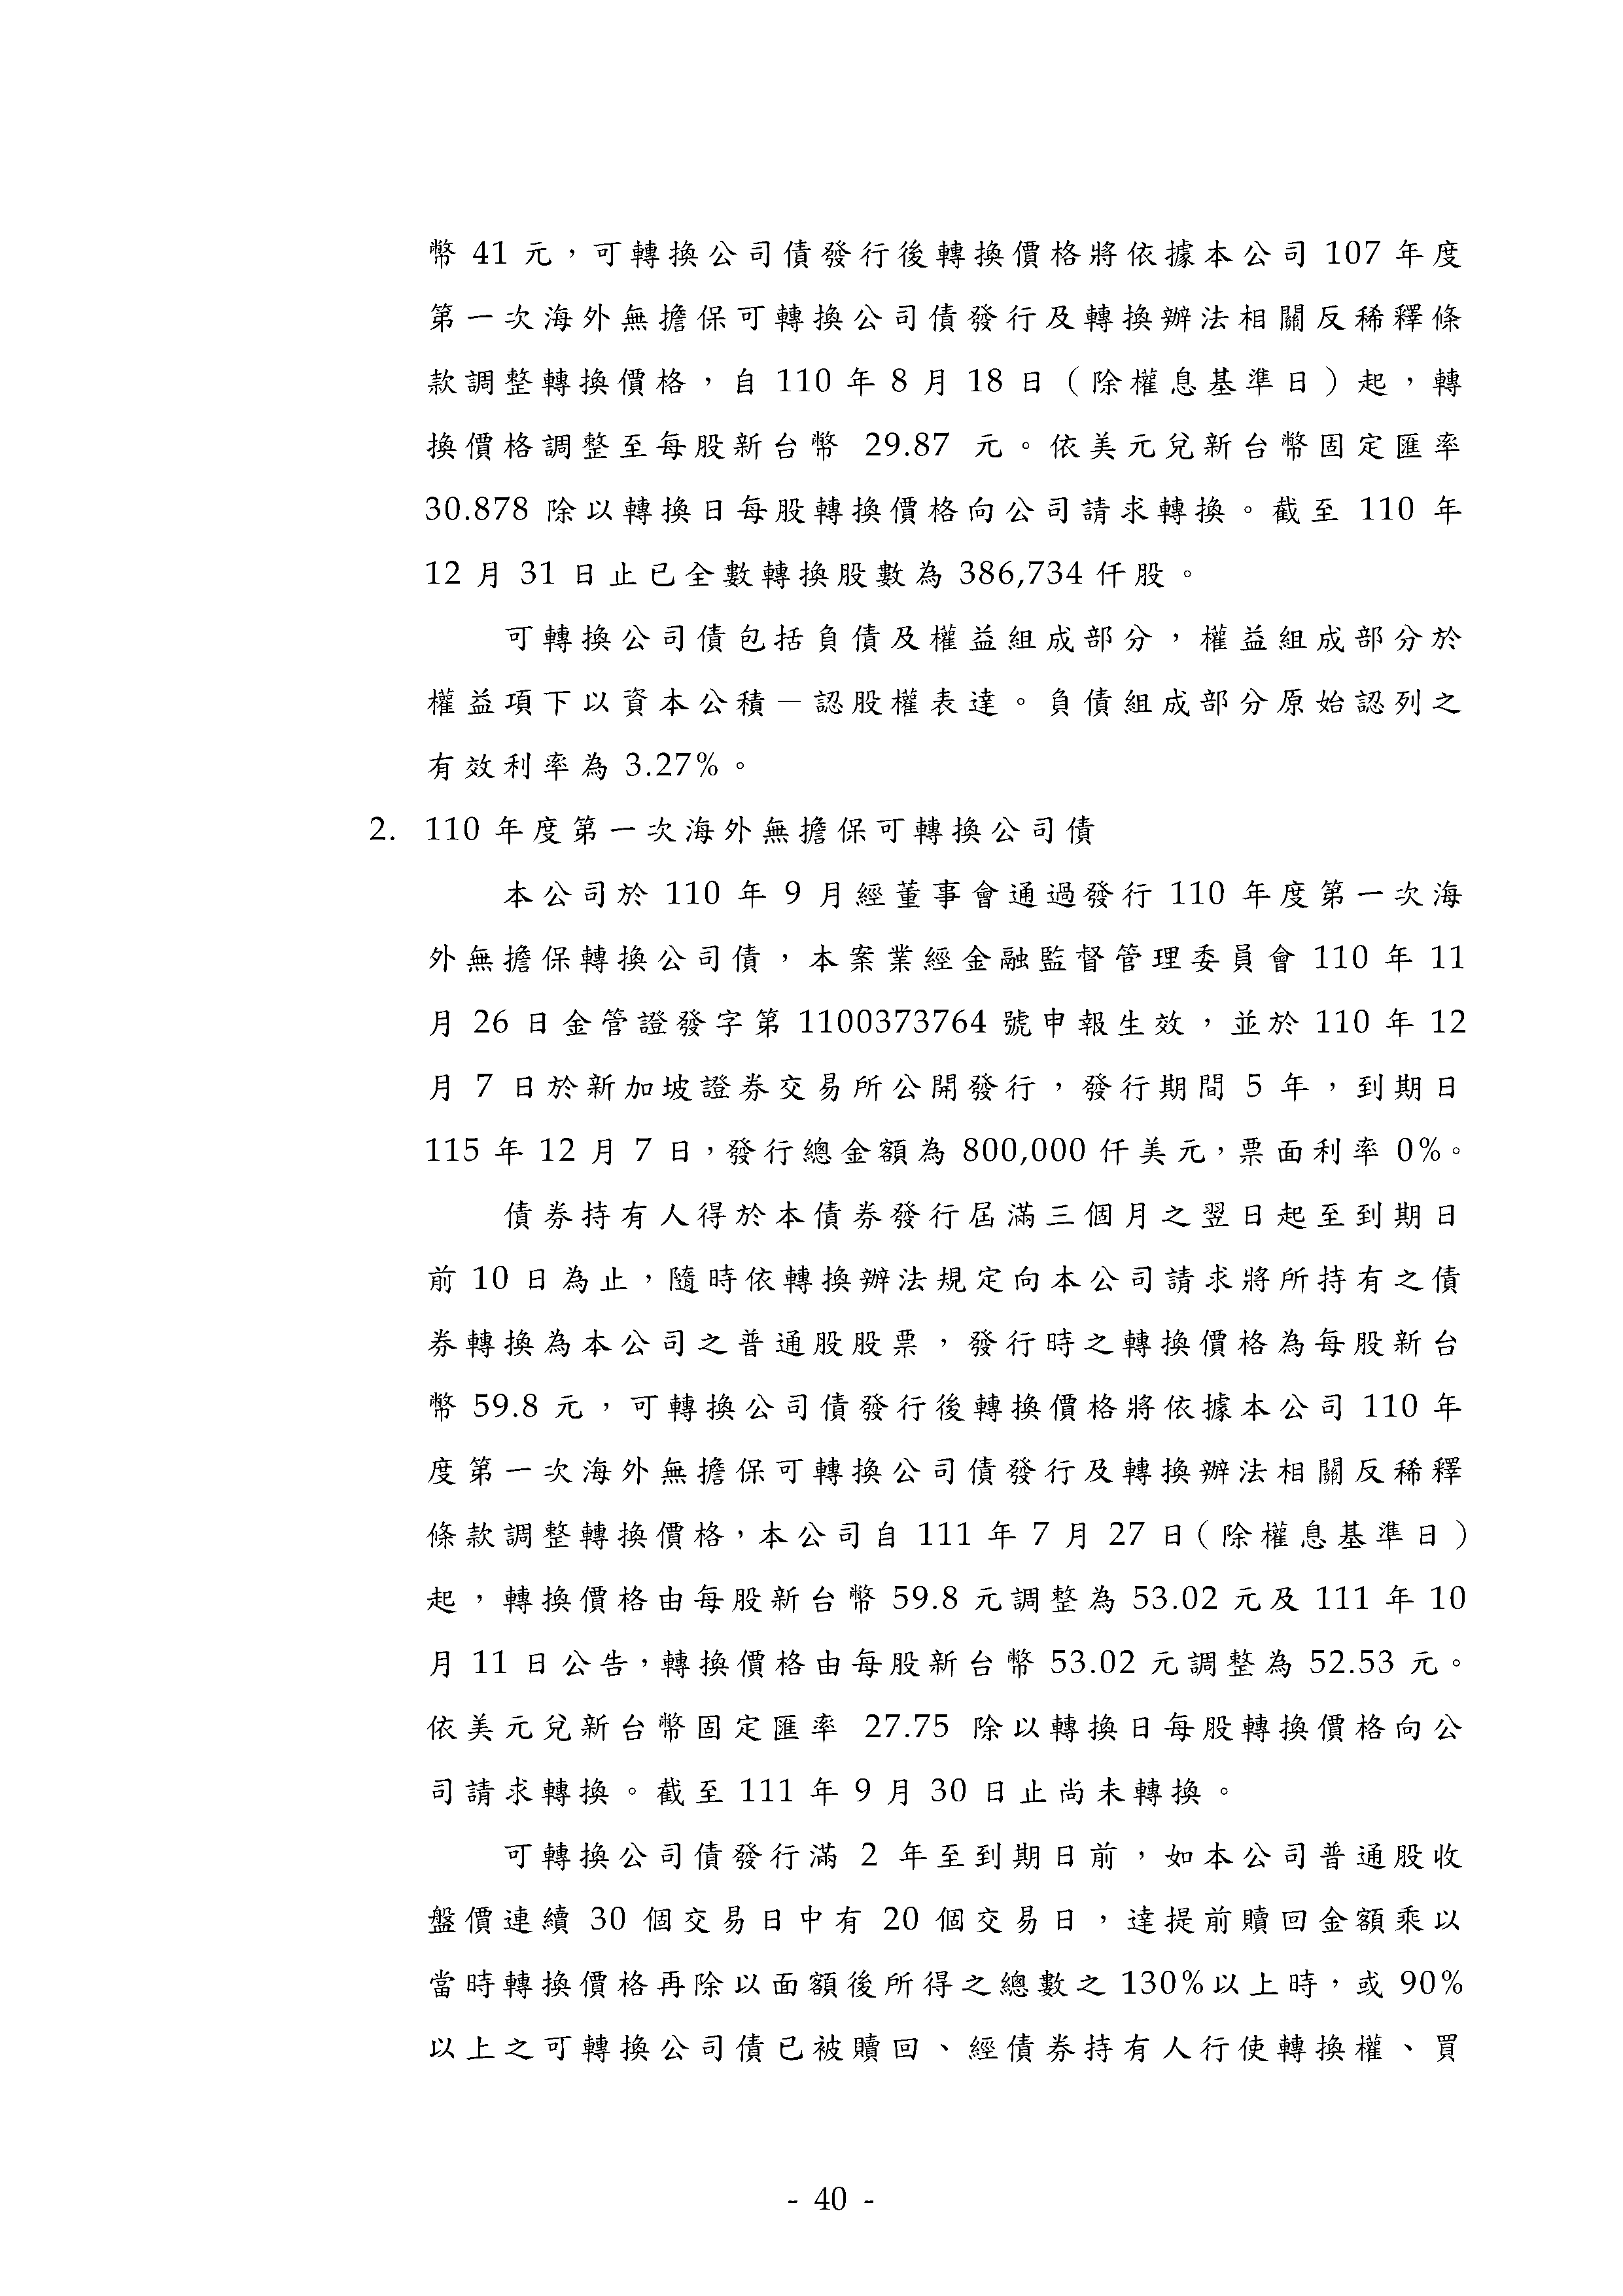 幣 41 元，可轉換公司債發行後轉換價格將依據本公司 107 年度
第一次海外無擔保可轉換公司債發行及轉換辦法相關反稀釋條
款調整轉換價格，自 110 年 8 月 18 日（除權息基準日）起，轉
換價格調整至每股新台幣 29.87 元。依美元兌新台幣固定匯率
30.878 除以轉換日每股轉換價格向公司請求轉換。截至 110 年
12 月 31 日止已全數轉換股數為 386,734 仟股。
可轉換公司債包括負債及權益組成部分，權益組成部分於
權益項下以資本公積－認股權表達。負債組成部分原始認列之
有效利率為 3.27%。
2. 110 年度第一次海外無擔保可轉換公司債
本公司於 110 年 9 月經董事會通過發行 110 年度第一次海
外無擔保轉換公司債，本案業經金融監督管理委員會 110 年 11
月 26 日金管證發字第 1100373764 號申報生效，並於 110 年 12
月 7 日於新加坡證券交易所公開發行，發行期間 5 年，到期日
115 年 12 月 7 日，發行總金額為 800,000 仟美元，票面利率 0%。
債券持有人得於本債券發行屆滿三個月之翌日起至到期日
前 10 日為止，隨時依轉換辦法規定向本公司請求將所持有之債
券轉換為本公司之普通股股票，發行時之轉換價格為每股新台
幣 59.8 元，可轉換公司債發行後轉換價格將依據本公司 110 年
度第一次海外無擔保可轉換公司債發行及轉換辦法相關反稀釋
條款調整轉換價格，本公司自 111 年 7 月 27 日（除權息基準日）
起，轉換價格由每股新台幣 59.8 元調整為 53.02 元及 111 年 10
月 11 日公告，轉換價格由每股新台幣 53.02 元調整為 52.53 元。
依美元兌新台幣固定匯率 27.75 除以轉換日每股轉換價格向公
司請求轉換。截至 111 年 9 月 30 日止尚未轉換。
可轉換公司債發行滿 2 年至到期日前，如本公司普通股收
盤價連續 30 個交易日中有 20 個交易日，達提前贖回金額乘以
當時轉換價格再除以面額後所得之總數之 130%以上時，或 90%
以上之可轉換公司債已被贖回、經債券持有人行使轉換權、買
- 40 -